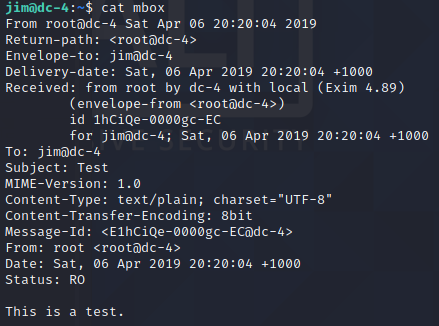 jim@dc-4:~$ cat mbox
From root@dc-4 Sat Apr 06 20:20:04 2019
Return-path: <root@dc-4>
Envelope-to: jim@dc-4
Delivery-date: Sat, 06 Apr 2019 20:20:04 +1000
Received: from root by dc-4 with local (Exim 4.89)
        (envelope-from <root@dc-4>)
        id 1hCiQe-0000gc-EC
        for jim@dc-4; Sat, 06 Apr 2019 20:20:04 +1000
To: jim@dc-4
Subject: Test
MIME-Version: 1.0
Content-Type: text/plain; charset="UTF-8"
Content-Transfer-Encoding: 8bit
Message-Id: <E1hCiQe-0000gc-EC@dc-4>
From: root <root@dc-4>
Date: Sat, 06 Apr 2019 20:20:04 +1000
Status: RO

This is a test.